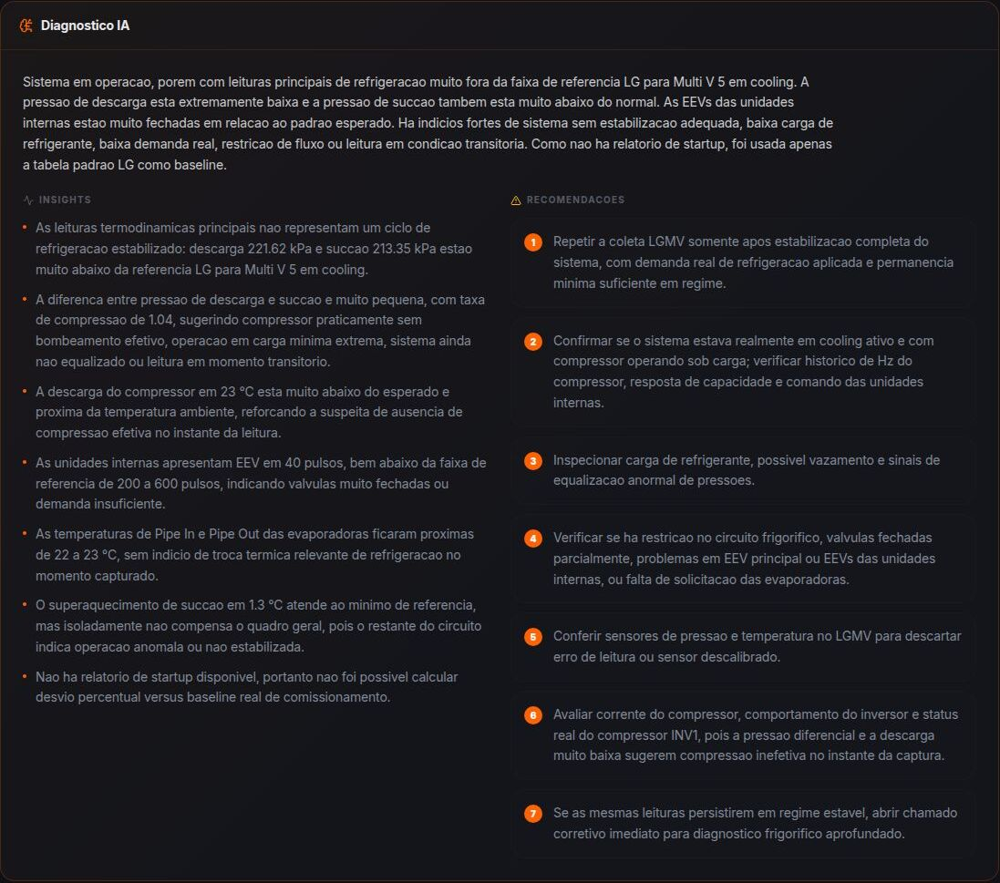 Diagnostico IA
Sistema em operacao, porem com leituras principais de refrigeracao muito fora da faixa de referencia LG para Multi V 5 em cooling. A
pressao de descarga esta extremamente baixa e a pressao de succao tambem esta muito abaixo do normal. As EEVs das unidades
internas estao muito fechadas em relacao ao padrao esperado. Ha indicios fortes de sistema sem estabilizacao adequada, baixa carga de
refrigerante, baixa demanda real, restricao de fluxo ou leitura em condicao transitoria. Como nao ha relatorio de startup, foi usada apenas
a tabela padrao LG como baseline.
INSIGHTS
• As leituras termodinamicas principais nao representam um ciclo de
refrigeracao estabilizado: descarga 221.62 kPa e succao 213.35 kPa estao
muito abaixo da referencia LG para Multi V 5 em cooling.
• A diferenca entre pressao de descarga e succao e muito pequena, com taxa
de compressao de 1.04, sugerindo compressor praticamente sem
bombeamento efetivo, operacao em carga minima extrema, sistema ainda
nao equalizado ou leitura em momento transitorio.
• A descarga do compressor em 23 °C esta muito abaixo do esperado e
proxima da temperatura ambiente, reforcando a suspeita de ausencia de
compressao efetiva no instante da leitura.
• As unidades internas apresentam EEV em 40 pulsos, bem abaixo da faixa de
referencia de 200 a 600 pulsos, indicando valvulas muito fechadas ou
demanda insuficiente.
• As temperaturas de Pipe In e Pipe Out das evaporadoras ficaram proximas
de 22 a 23 °C, sem indicio de troca termica relevante de refrigeracao no
momento capturado.
• O superaquecimento de succao em 1.3 °C atende ao minimo de referencia,
mas isoladamente nao compensa o quadro geral, pois o restante do circuito
indica operacao anomala ou nao estabilizada.
• Nao ha relatorio de startup disponivel, portanto nao foi possivel calcular
desvio percentual versus baseline real de comissionamento.
RECOMENDACOES
1 Repetir a coleta LGMV somente apos estabilizacao completa do
sistema, com demanda real de refrigeracao aplicada e permanencia
minima suficiente em regime.
2 Confirmar se o sistema estava realmente em cooling ativo e com
compressor operando sob carga; verificar historico de Hz do
compressor, resposta de capacidade e comando das unidades
internas.
3 Inspecionar carga de refrigerante, possivel vazamento e sinais de
equalizacao anormal de pressoes.
4 Verificar se ha restricao no circuito frigorifico, valvulas fechadas
parcialmente, problemas em EEV principal ou EEVs das unidades
internas, ou falta de solicitacao das evaporadoras.
5 Conferir sensores de pressao e temperatura no LGMV para descartar
erro de leitura ou sensor descalibrado.
6 Avaliar corrente do compressor, comportamento do inversor e status
real do compressor INV1, pois a pressao diferencial e a descarga
muito baixa sugerem compressao inefetiva no instante da captura.
7 Se as mesmas leituras persistirem em regime estavel, abrir chamado
corretivo imediato para diagnostico frigorifico aprofundado.